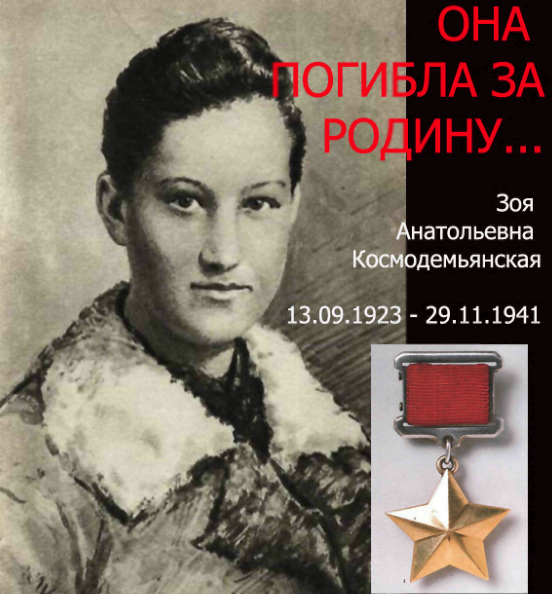 ОНА
ПОГИБЛА ЗА
РОДИНУ...
Зоя
Анатольевна
Космодемьянская
13.09.1923 - 29.11.1941